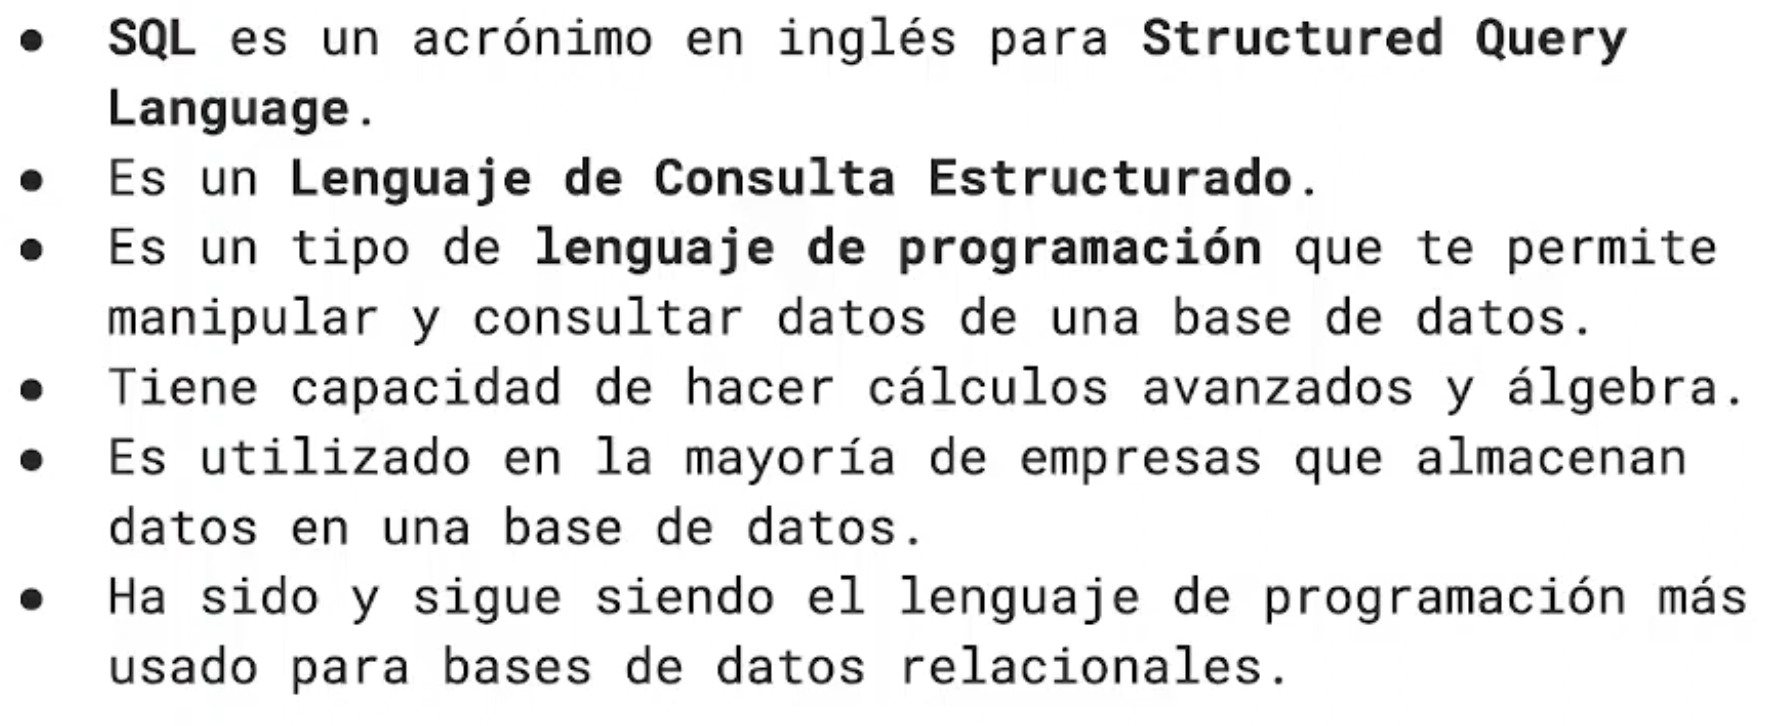 ● SQL es un acrónimo en inglés para Structured Query
Language.
● Es un Lenguaje de Consulta Estructurado.
● Es un tipo de lenguaje de programación que te permite
manipular y consultar datos de una base de datos.
● Tiene capacidad de hacer cálculos avanzados y álgebra.
● Es utilizado en la mayoría de empresas que almacenan
datos en una base de datos.
● Ha sido y sigue siendo el lenguaje de programación más
usado para bases de datos relacionales.